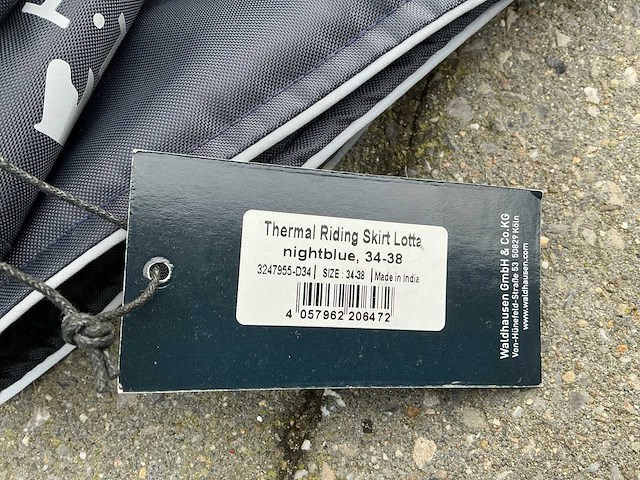 Thermal Riding Skirt Lotta
nightblue, 34-38
3247955-D34 | SIZE : 34-38 | Made in India
4 057962 206472
Waldhausen GmbH & Co.KG
Von-Hünefeld-Straße 53 50829 Köln
www.waldhausen.com